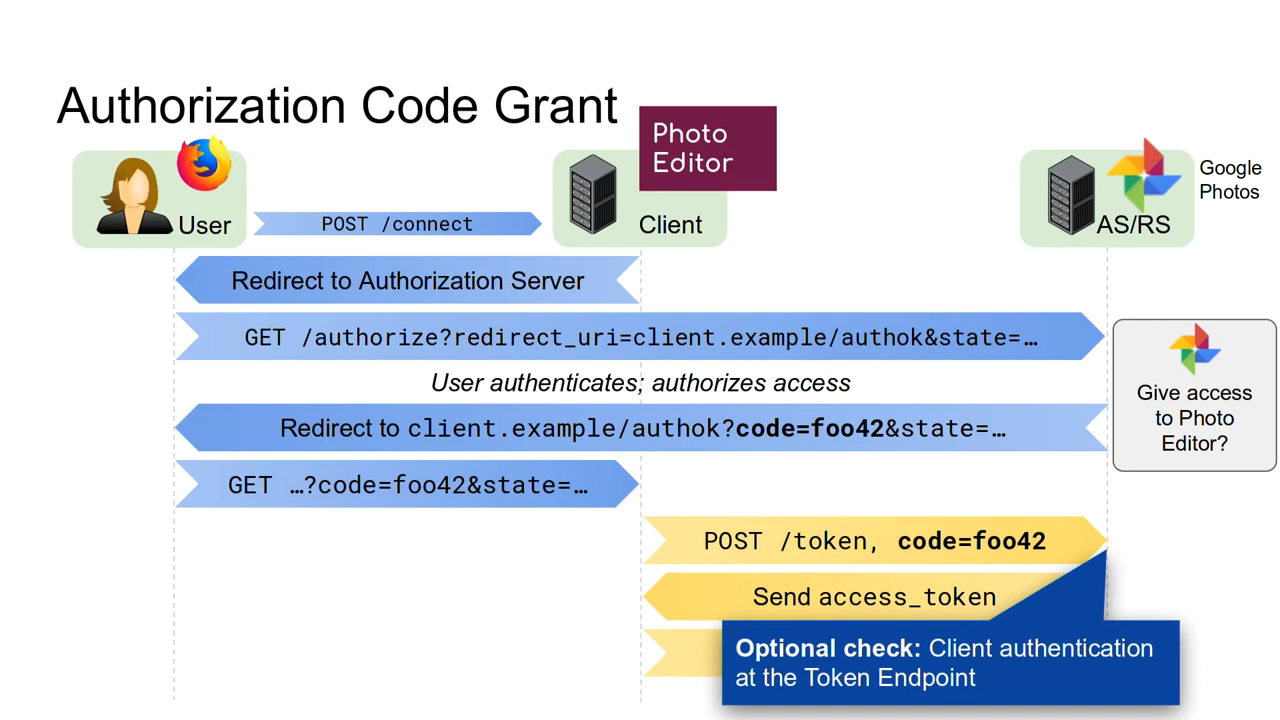 Authorization Code Grant
Photo
Editor
User
POST /connect
Client
AS/RS
Google
Photos
Redirect to Authorization Server
GET /authorize?redirect_uri=client.example/authok&state=…
User authenticates; authorizes access
Give access
to Photo
Editor?
Redirect to client.example/authok?code=foo42&state=…
GET …?code=foo42&state=…
POST /token, code=foo42
Send access_token
Optional check: Client authentication
at the Token Endpoint